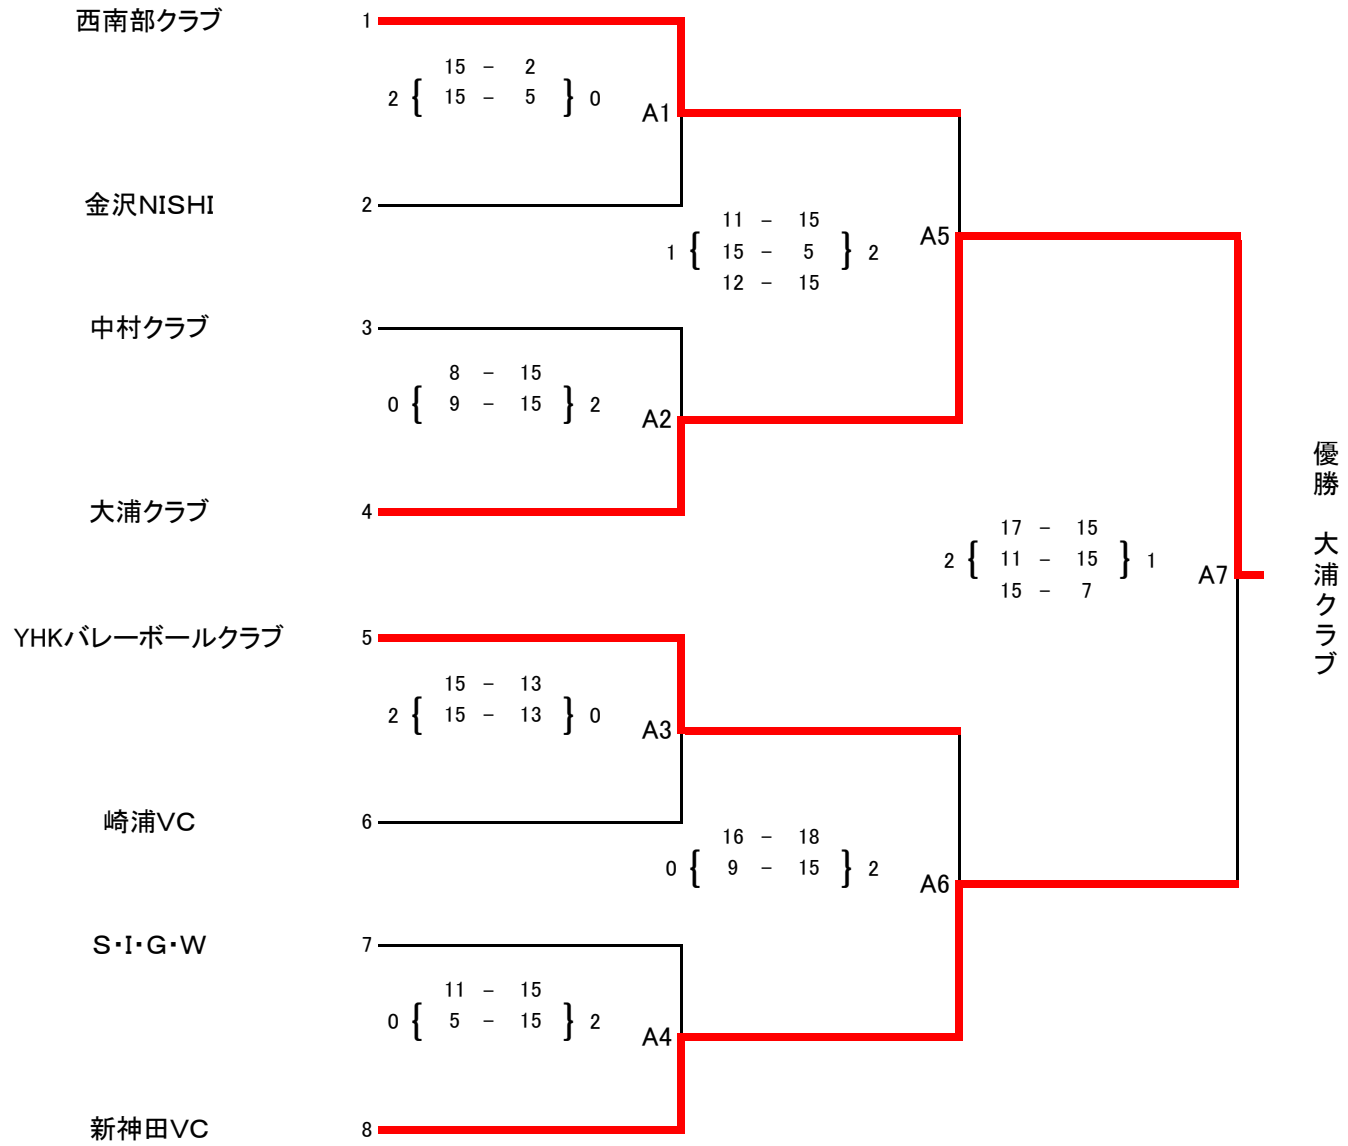 西南部クラブ 1
15 － 2
2 { 15 － 5 } 0
A1
金沢NISHI 2
11 － 15
1 { 15 － 5 } 2
12 － 15
A5
中村クラブ 3
8 － 15
0 { 9 － 15 } 2
A2
大浦クラブ 4
17 － 15
2 { 11 － 15 } 1
15 － 7
A7
優勝　大浦クラブ
YHKバレーボールクラブ 5
15 － 13
2 { 15 － 13 } 0
A3
崎浦VC 6
16 － 18
0 { 9 － 15 } 2
A6
S･I･G･W 7
11 － 15
0 { 5 － 15 } 2
A4
新神田VC 8